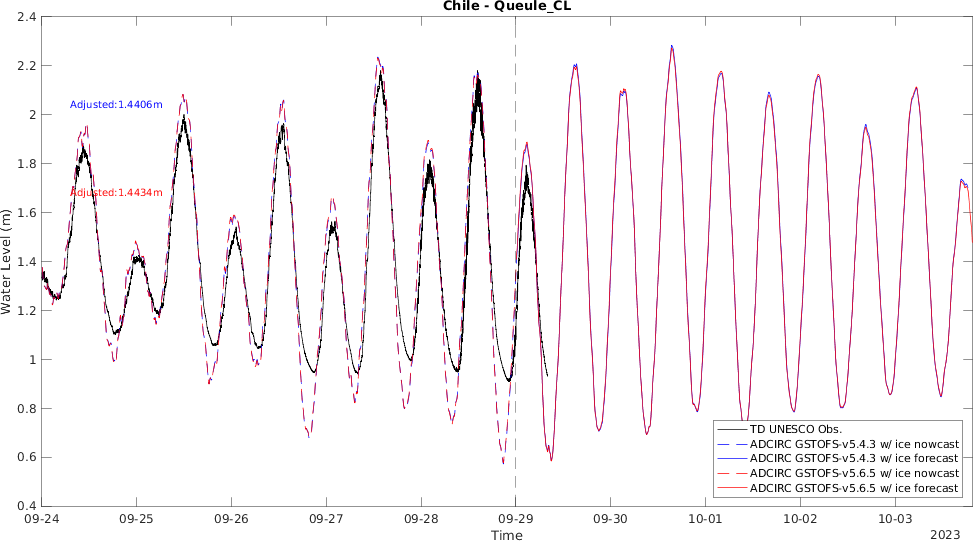 Chile - Queule_CL
2.4
2.2
2
1.8
1.6
1.4
1.2
1
0.8
0.6
0.4
Water Level (m)
Adjusted:1.4406m
Adjusted:1.4434m
TD UNESCO Obs.
ADCIRC GSTOFS-v5.4.3 w/ ice nowcast
ADCIRC GSTOFS-v5.4.3 w/ ice forecast
ADCIRC GSTOFS-v5.6.5 w/ ice nowcast
ADCIRC GSTOFS-v5.6.5 w/ ice forecast
09-24 09-25 09-26 09-27 09-28 09-29 09-30 10-01 10-02 10-03
Time
2023